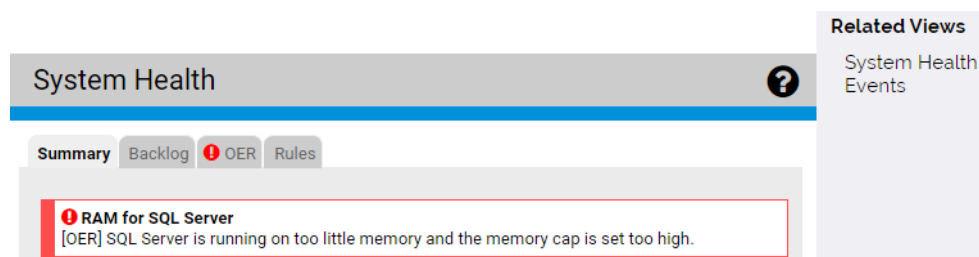 Related Views
System Health
Events
System Health
?
Summary Backlog ! OER Rules
! RAM for SQL Server
[OER] SQL Server is running on too little memory and the memory cap is set too high.